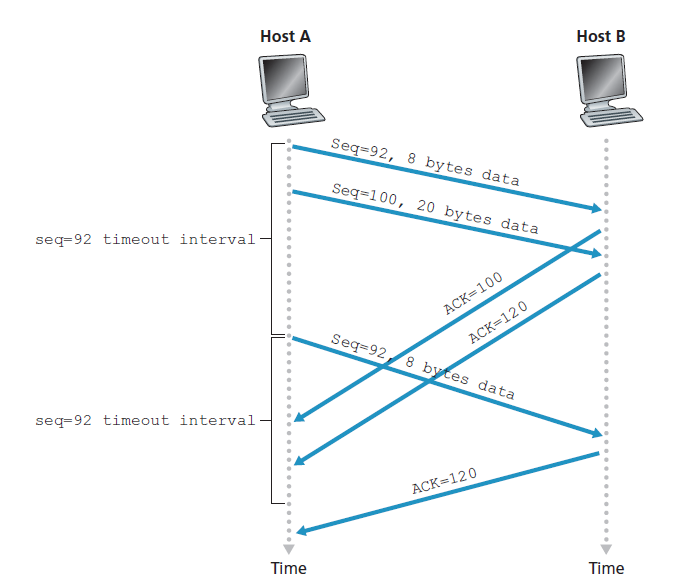 Host A
Host B
Seq=92, 8 bytes data
Seq=100, 20 bytes data
seq=92 timeout interval
ACK=100
ACK=120
Seq=92, 8 bytes data
seq=92 timeout interval
ACK=120
Time
Time